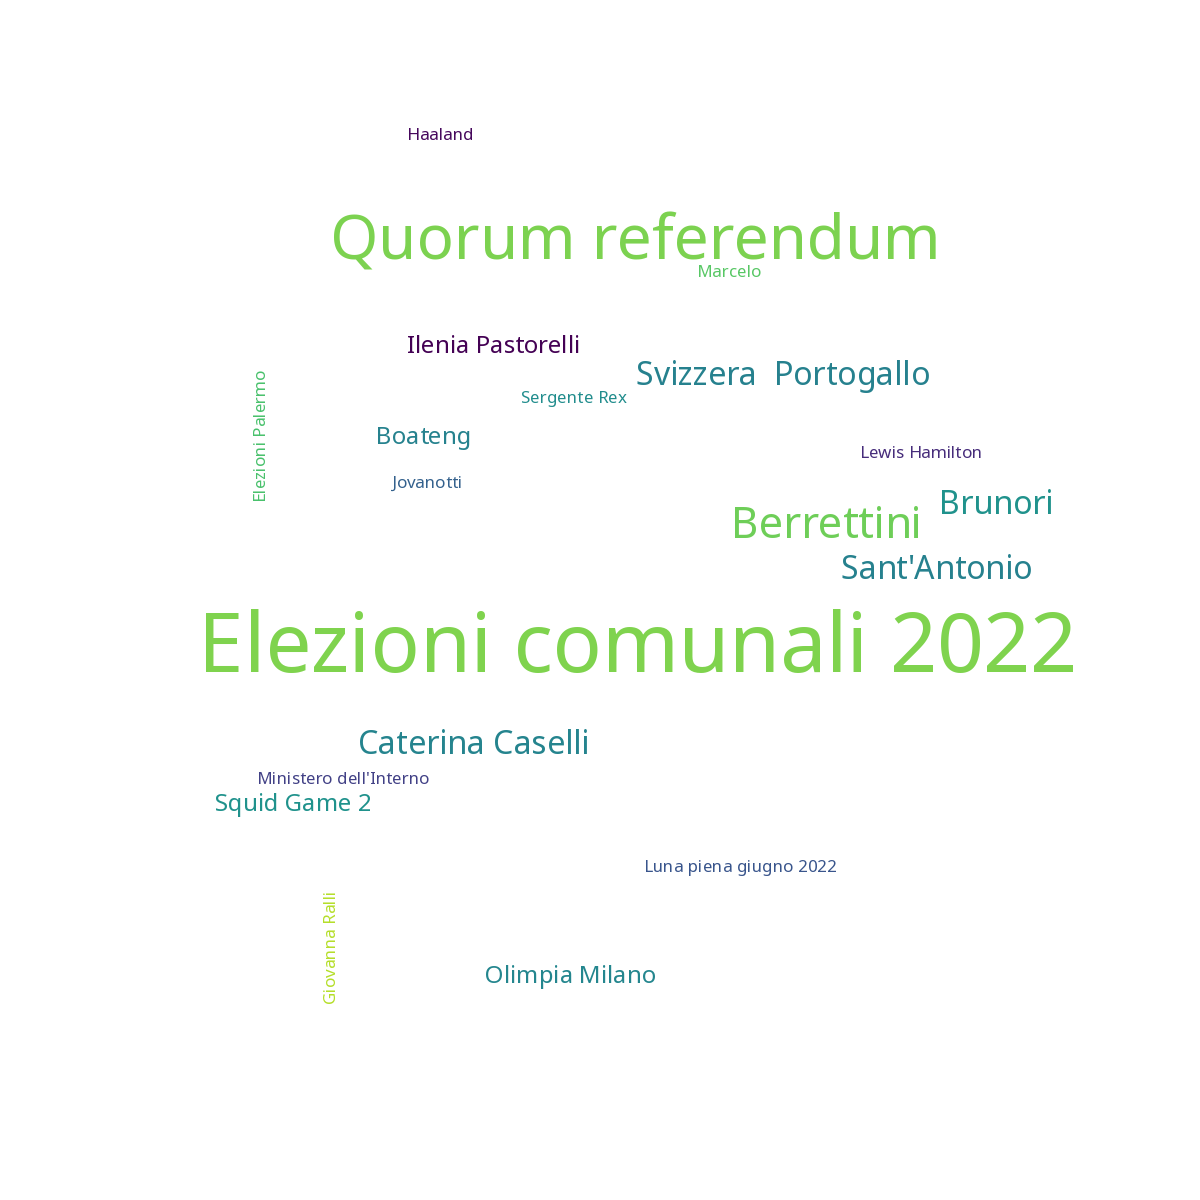 Haaland
Quorum referendum
Marcelo
Ilenia Pastorelli
Svizzera Portogallo
Sergente Rex
Elezioni Palermo
Boateng
Lewis Hamilton
Jovanotti
Brunori
Berrettini
Sant'Antonio
Elezioni comunali 2022
Caterina Caselli
Ministero dell'Interno
Squid Game 2
Luna piena giugno 2022
Giovanna Ralli
Olimpia Milano